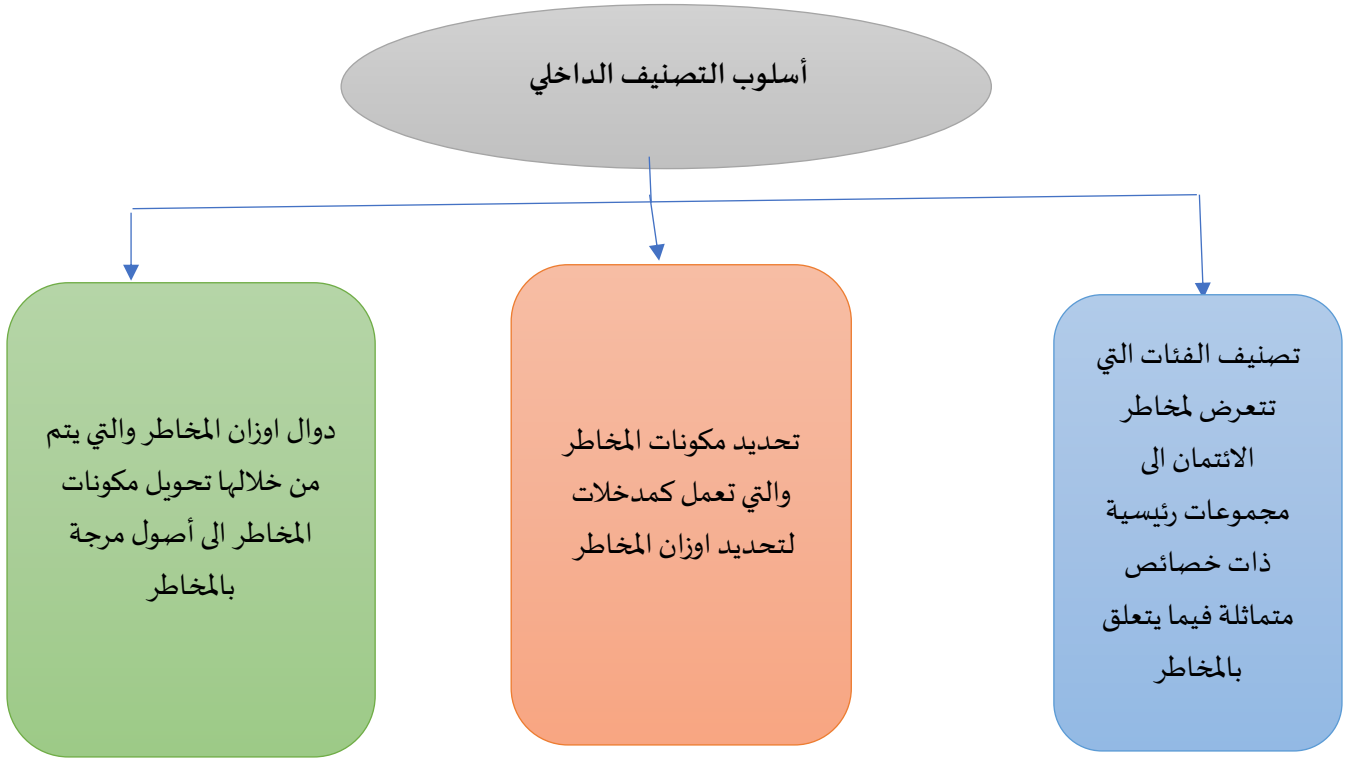 أسلوب التصنيف الداخلي
تصنيف الفئات التي
تتعرض لمخاطر
الائتمان الى
مجموعات رئيسية
ذات خصائص
متماثلة فيما يتعلق
بالمخاطر
تحديد مكونات المخاطر
والتي تعمل كمدخلات
لتحديد اوزان المخاطر
دوال اوزان المخاطر والتي يتم
من خلالها تحويل مكونات
المخاطر الى أصول مرجة
بالمخاطر